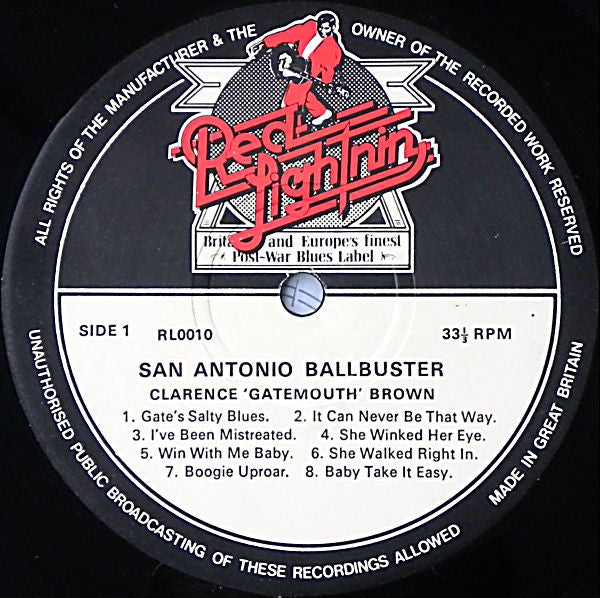 ALL RIGHTS OF THE MANUFACTURER & THE OWNER OF THE RECORDED WORK RESERVED
Red Lightnin
and Europe's finest
Post-War Blues Label
SIDE 1 RL0010 33⅓ RPM
SAN ANTONIO BALLBUSTER
CLARENCE 'GATEMOUTH' BROWN
1. Gate's Salty Blues. 2. It Can Never Be That Way.
3. I've Been Mistreated. 4. She Winked Her Eye.
5. Win With Me Baby. 6. She Walked Right In.
7. Boogie Uproar. 8. Baby Take It Easy.
UNAUTHORISED PUBLIC BROADCASTING OF THESE RECORDINGS ALLOWED
MADE IN GREAT BRITAIN